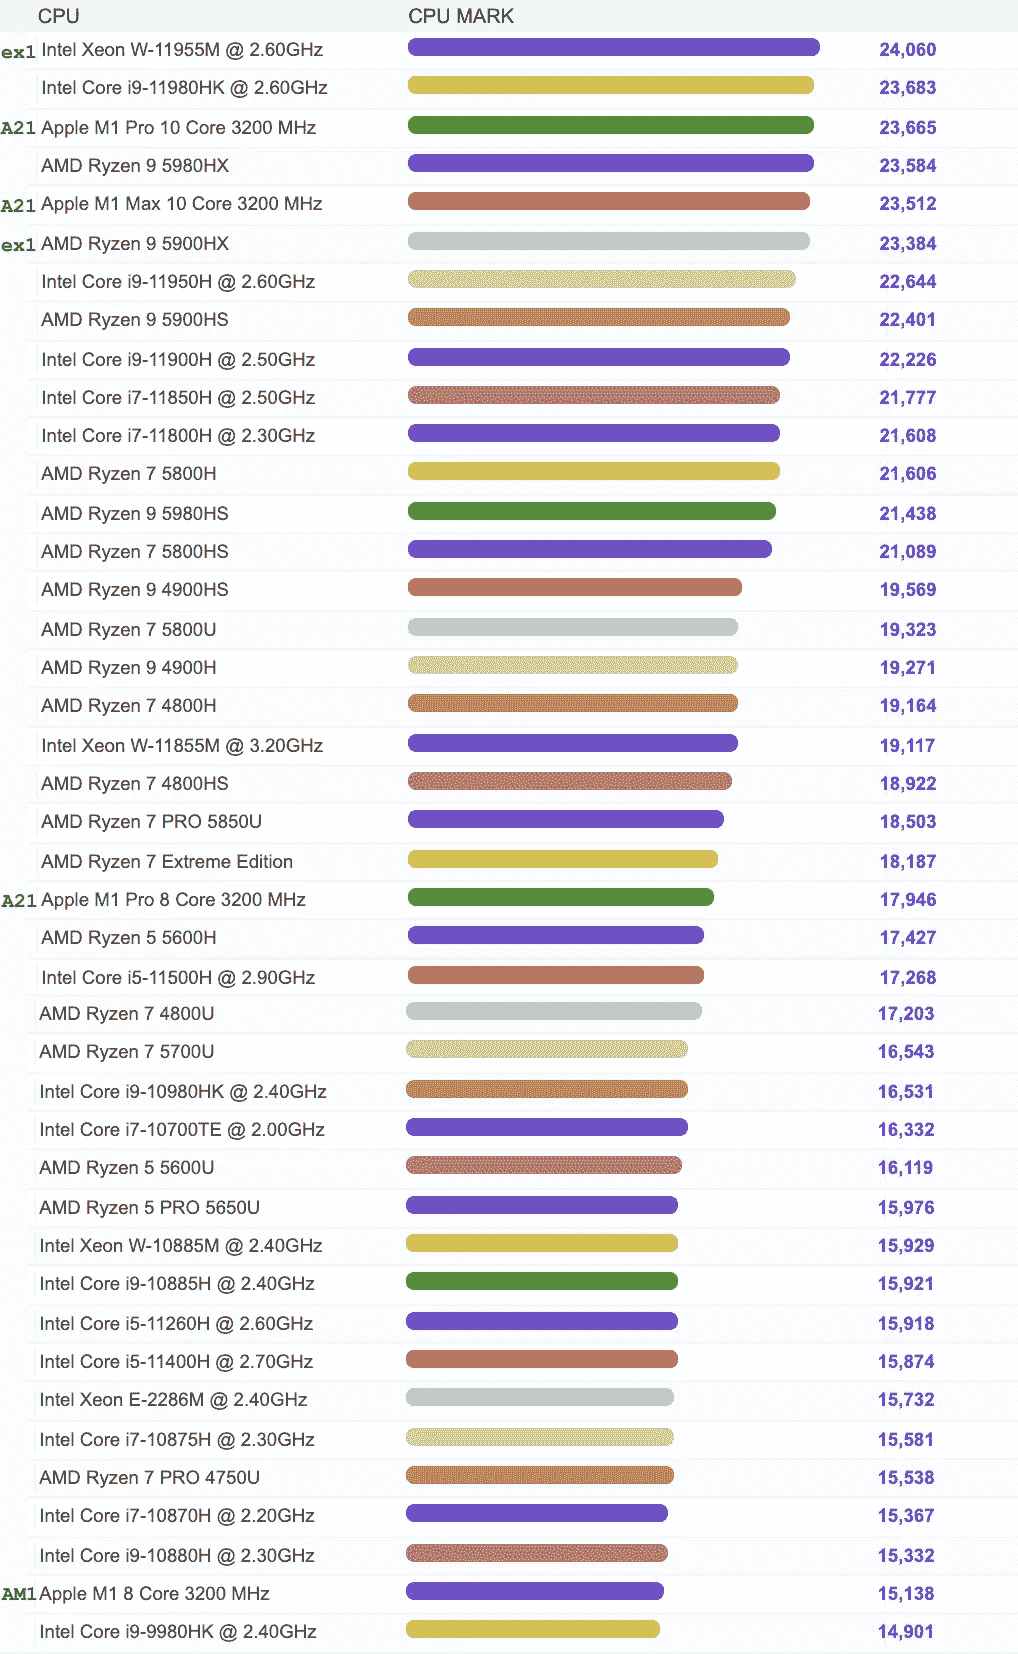 CPU CPU MARK
ex1 Intel Xeon W-11955M @ 2.60GHz 24,060
Intel Core i9-11980HK @ 2.60GHz 23,683
A21 Apple M1 Pro 10 Core 3200 MHz 23,665
AMD Ryzen 9 5980HX 23,584
A21 Apple M1 Max 10 Core 3200 MHz 23,512
ex1 AMD Ryzen 9 5900HX 23,384
Intel Core i9-11950H @ 2.60GHz 22,644
AMD Ryzen 9 5900HS 22,401
Intel Core i9-11900H @ 2.50GHz 22,226
Intel Core i7-11850H @ 2.50GHz 21,777
Intel Core i7-11800H @ 2.30GHz 21,608
AMD Ryzen 7 5800H 21,606
AMD Ryzen 9 5980HS 21,438
AMD Ryzen 7 5800HS 21,089
AMD Ryzen 9 4900HS 19,569
AMD Ryzen 7 5800U 19,323
AMD Ryzen 9 4900H 19,271
AMD Ryzen 7 4800H 19,164
Intel Xeon W-11855M @ 3.20GHz 19,117
AMD Ryzen 7 4800HS 18,922
AMD Ryzen 7 PRO 5850U 18,503
AMD Ryzen 7 Extreme Edition 18,187
A21 Apple M1 Pro 8 Core 3200 MHz 17,946
AMD Ryzen 5 5600H 17,427
Intel Core i5-11500H @ 2.90GHz 17,268
AMD Ryzen 7 4800U 17,203
AMD Ryzen 7 5700U 16,543
Intel Core i9-10980HK @ 2.40GHz 16,531
Intel Core i7-10700TE @ 2.00GHz 16,332
AMD Ryzen 5 5600U 16,119
AMD Ryzen 5 PRO 5650U 15,976
Intel Xeon W-10885M @ 2.40GHz 15,929
Intel Core i9-10885H @ 2.40GHz 15,921
Intel Core i5-11260H @ 2.60GHz 15,918
Intel Core i5-11400H @ 2.70GHz 15,874
Intel Xeon E-2286M @ 2.40GHz 15,732
Intel Core i7-10875H @ 2.30GHz 15,581
AMD Ryzen 7 PRO 4750U 15,538
Intel Core i7-10870H @ 2.20GHz 15,367
Intel Core i9-10880H @ 2.30GHz 15,332
AM1 Apple M1 8 Core 3200 MHz 15,138
Intel Core i9-9980HK @ 2.40GHz 14,901